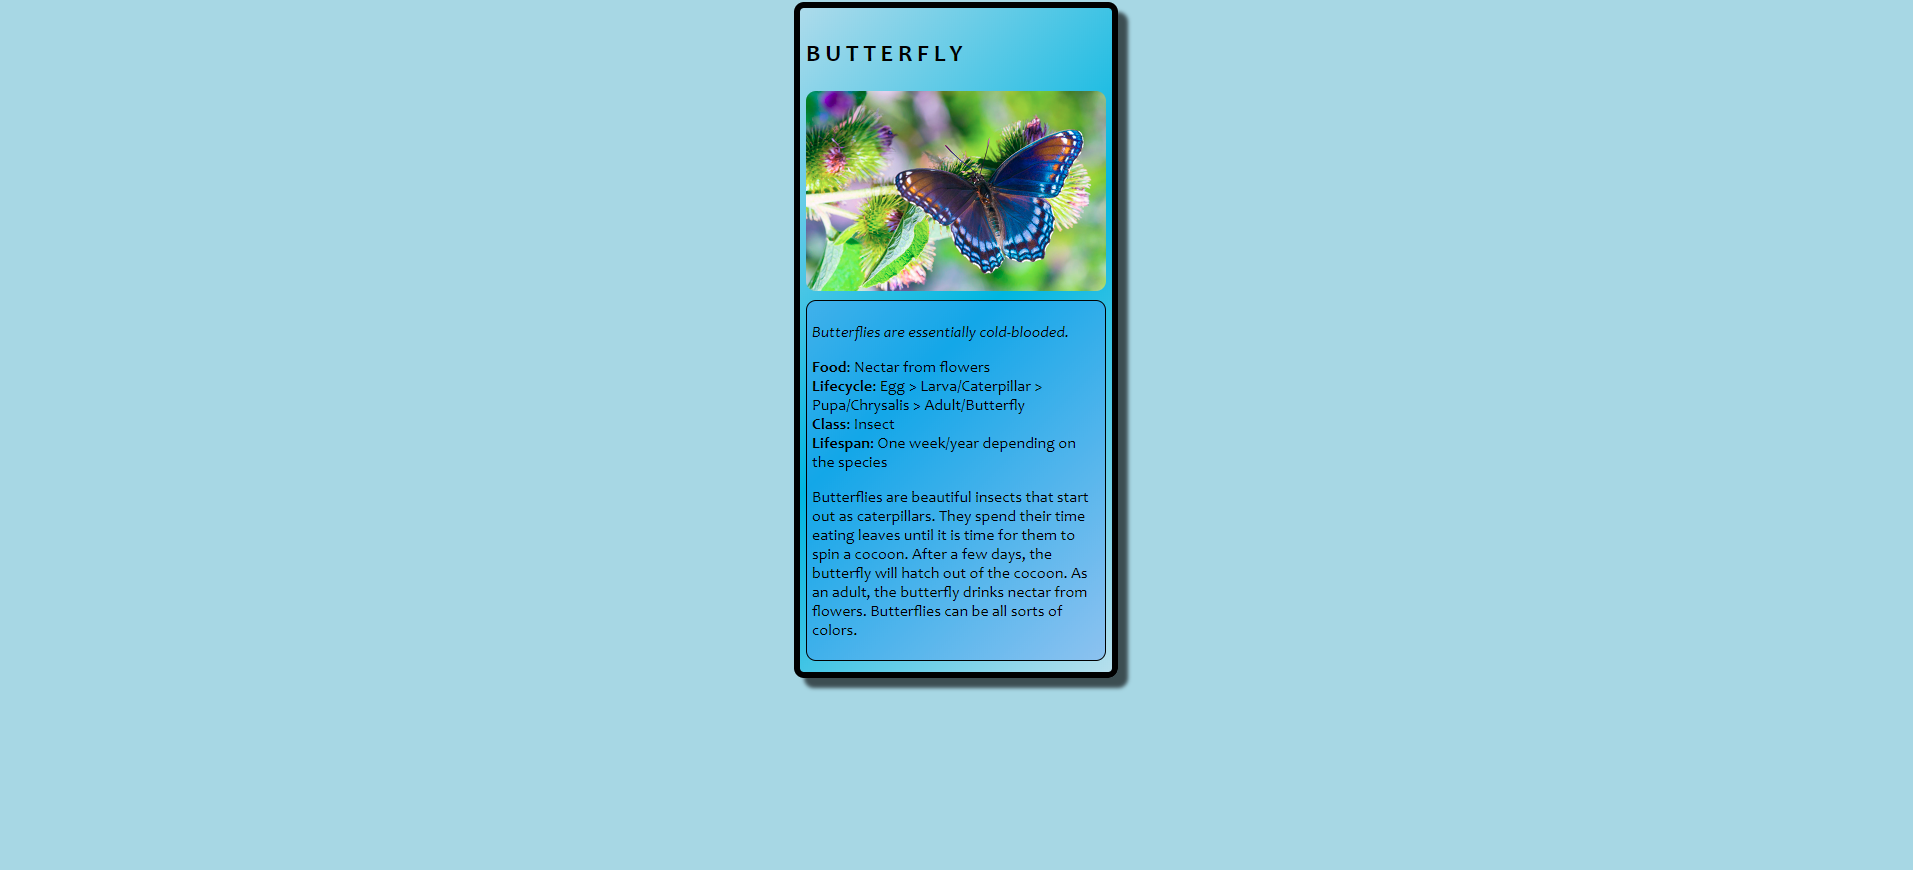 BUTTERFLY
Butterflies are essentially cold-blooded.
Food: Nectar from flowers
Lifecycle: Egg > Larva/Caterpillar >
Pupa/Chrysalis > Adult/Butterfly
Class: Insect
Lifespan: One week/year depending on
the species
Butterflies are beautiful insects that start
out as caterpillars. They spend their time
eating leaves until it is time for them to
spin a cocoon. After a few days, the
butterfly will hatch out of the cocoon. As
an adult, the butterfly drinks nectar from
flowers. Butterflies can be all sorts of
colors.